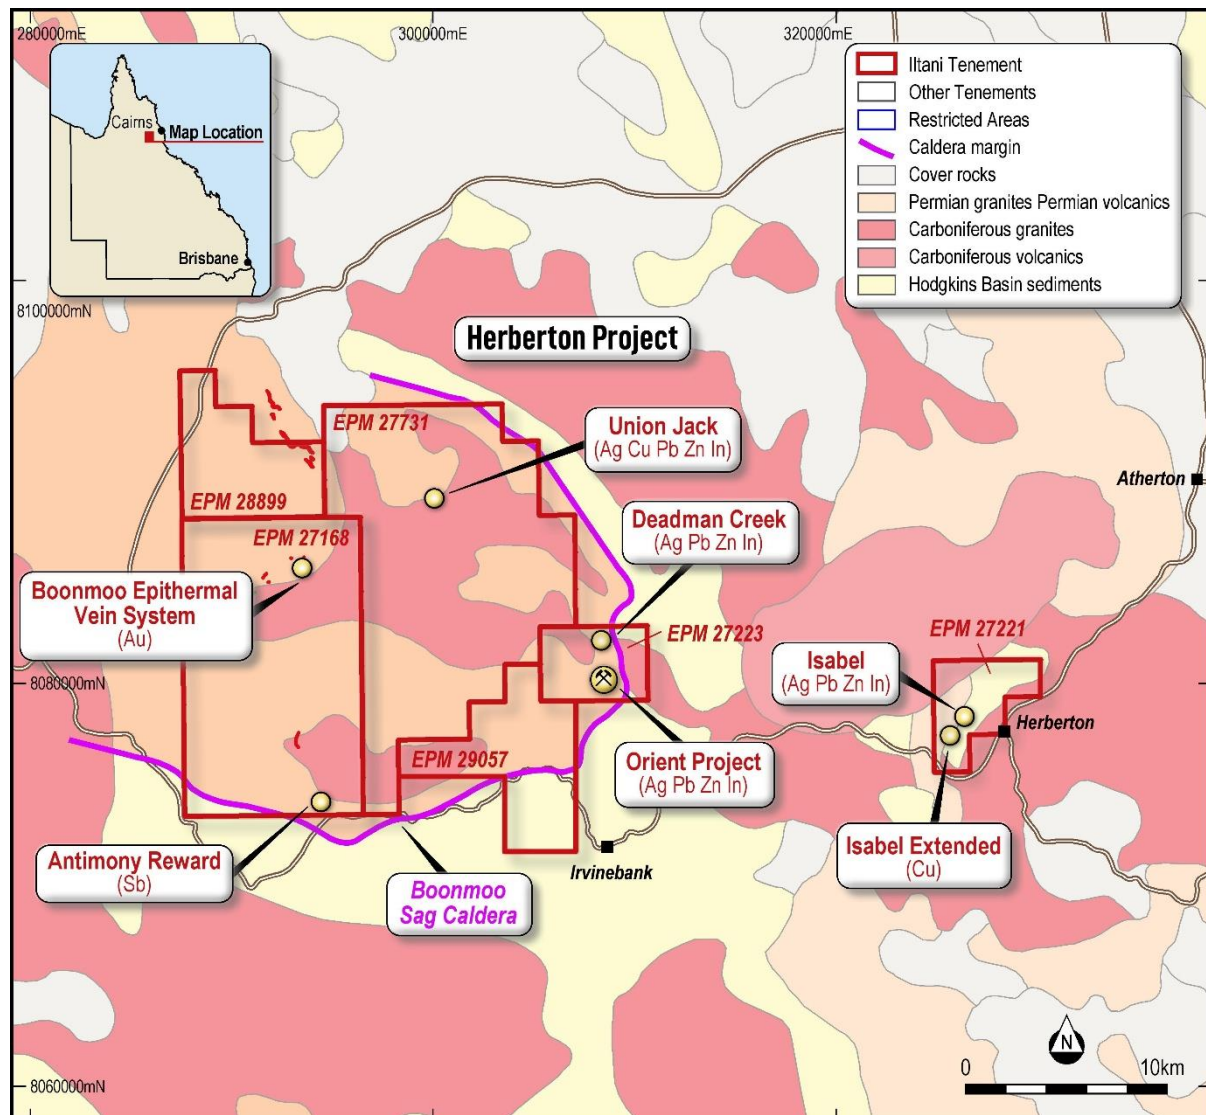 280000mE
300000mE
320000mE
Cairns
Map Location
Brisbane
Iltani Tenement
Other Tenements
Restricted Areas
Caldera margin
Cover rocks
Permian granites Permian volcanics
Carboniferous granites
Carboniferous volcanics
Hodgkins Basin sediments
8100000mN
Herberton Project
EPM 27731
Union Jack
(Ag Cu Pb Zn In)
Atherton
EPM 28899
EPM 27168
Deadman Creek
(Ag Pb Zn In)
Boonmoo Epithermal
Vein System
(Au)
EPM 27223
EPM 27221
Isabel
(Ag Pb Zn In)
8080000mN
Herberton
EPM 29057
Orient Project
(Ag Pb Zn In)
Antimony Reward
(Sb)
Irvinebank
Isabel Extended
(Cu)
Boonmoo
Sag Caldera
N
0
10km
8060000mN